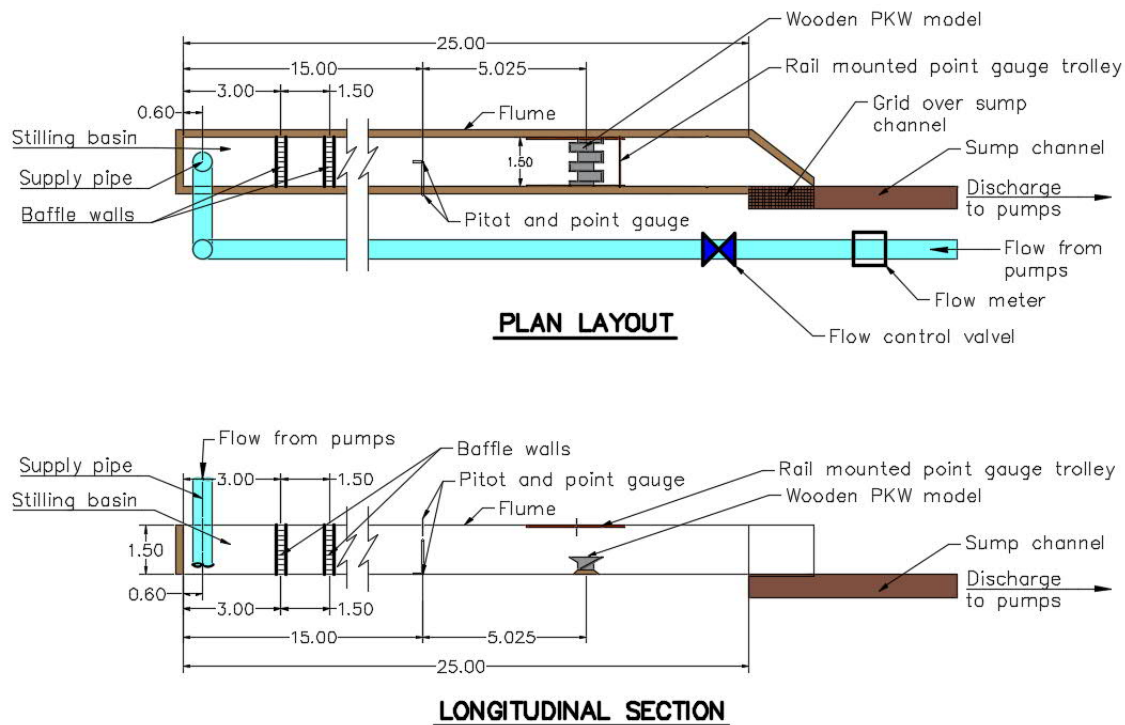 Wooden PKW model
25.00
15.00
5.025
Rail mounted point gauge trolley
3.00
1.50
0.60
Flume
Grid over sump
channel
Stilling basin
1.50
Sump channel
Supply pipe
Discharge
to pumps
Baffle walls
Pitot and point gauge
Flow from
pumps
Flow meter
PLAN LAYOUT
Flow control valvel
Flow from pumps
Baffle walls
Supply pipe
3.00
1.50
Pitot and point gauge
Rail mounted point gauge trolley
Stilling basin
Flume
Wooden PKW model
1.50
Sump channel
Discharge
to pumps
0.60
3.00
1.50
15.00
5.025
25.00
LONGITUDINAL SECTION